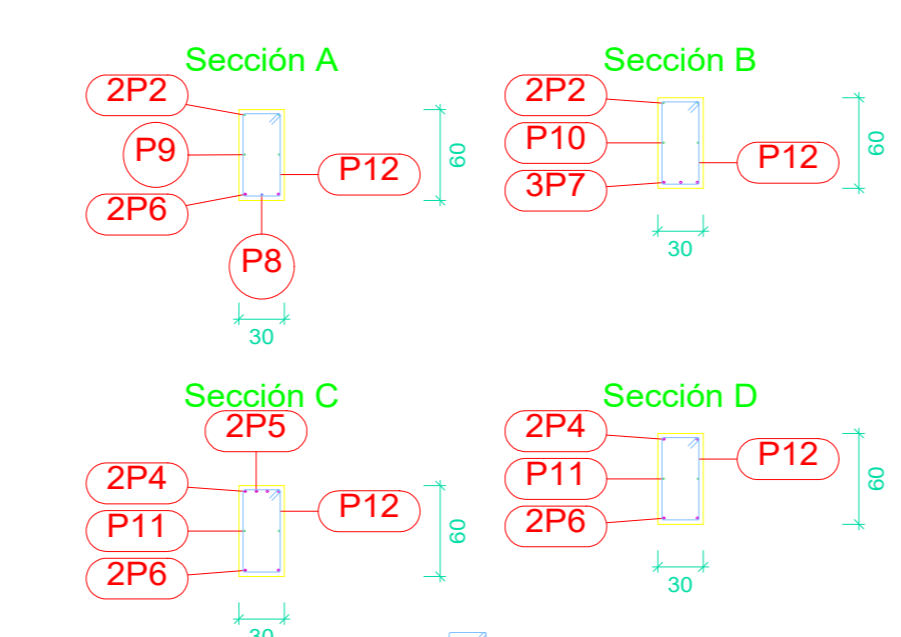 Sección A
2P2
P9
P12
60
2P6
P8
30
Sección B
2P2
P10
P12
60
3P7
30
Sección C
2P5
2P4
P12
P11
60
2P6
30
Sección D
2P4
P12
P11
60
2P6
30